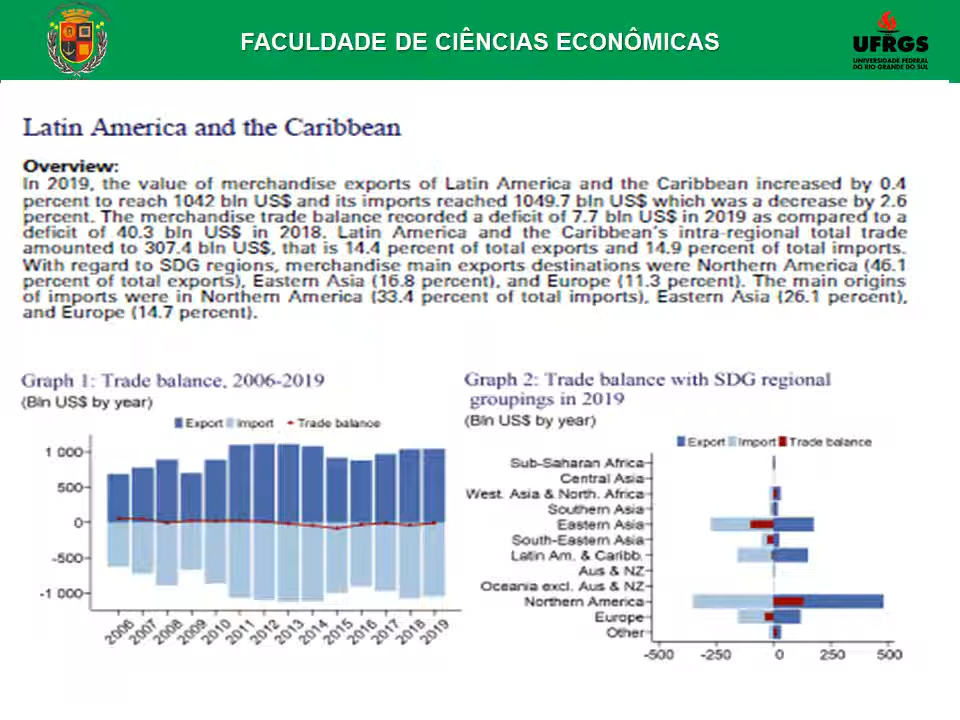 FACULDADE DE CIÊNCIAS ECONÔMICAS
UFRGS
UNIVERSIDADE FEDERAL
DO RIO GRANDE DO SUL
Latin America and the Caribbean
Overview:
In 2019, the value of merchandise exports of Latin America and the Caribbean increased by 0.4
percent to reach 1042 bln US$ and its imports reached 1049.7 bln US$ which was a decrease by 2.6
percent. The merchandise trade balance recorded a deficit of 7.7 bln US$ in 2019 as compared to a
deficit of 40.3 bln US$ in 2018. Latin America and the Caribbean's intra-regional total trade
amounted to 307.4 bln US$, that is 14.4 percent of total exports and 14.9 percent of total imports.
With regard to SDG regions, merchandise main exports destinations were Northern America (46.1
percent of total exports), Eastern Asia (16.8 percent), and Europe (11.3 percent). The main origins
of imports were in Northern America (33.4 percent of total imports), Eastern Asia (26.1 percent),
and Europe (14.7 percent).
Graph 1: Trade balance, 2006-2019
(Bln US$ by year)
Export Import Trade balance
1 000
500
0
-500
-1 000
2006 2007 2008 2009 2010 2011 2012 2013 2014 2015 2016 2017 2018 2019
Graph 2: Trade balance with SDG regional
groupings in 2019
(Bln US$ by year)
Export Import Trade balance
Sub-Saharan Africa
Central Asia
West. Asia & North. Africa
Southern Asia
Eastern Asia
South-Eastern Asia
Latin Am. & Caribb.
Aus & NZ
Oceania excl. Aus & NZ
Northern America
Europe
Other
-500 -250 0 250 500